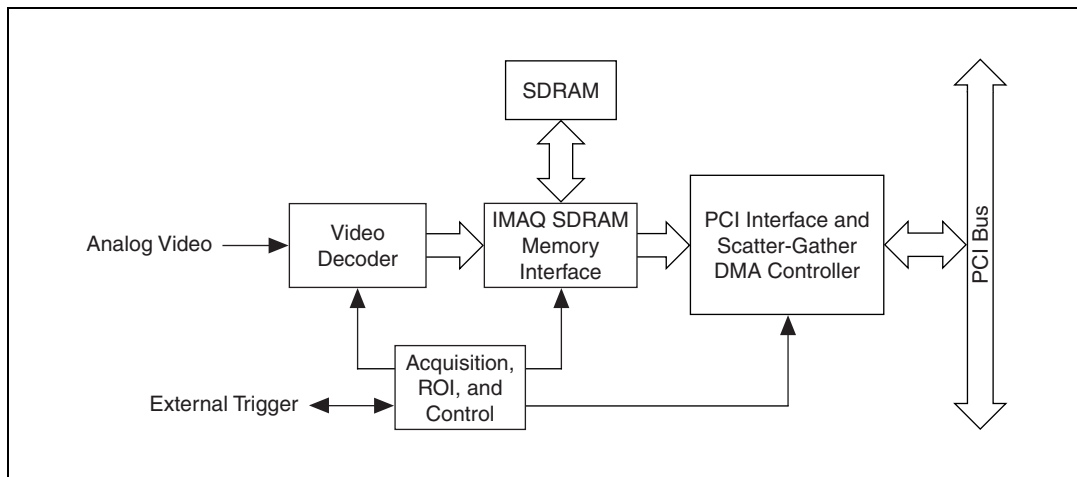 SDRAM
Analog Video
Video
Decoder
IMAQ SDRAM
Memory
Interface
PCI Interface and
Scatter-Gather
DMA Controller
PCI Bus
External Trigger
Acquisition,
ROI, and
Control